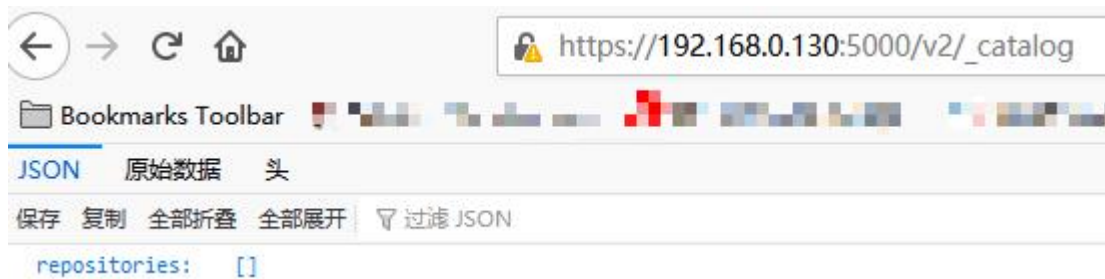 https://192.168.0.130:5000/v2/_catalog
Bookmarks Toolbar
JSON 原始数据 头
保存 复制 全部折叠 全部展开 过滤 JSON
repositories: []